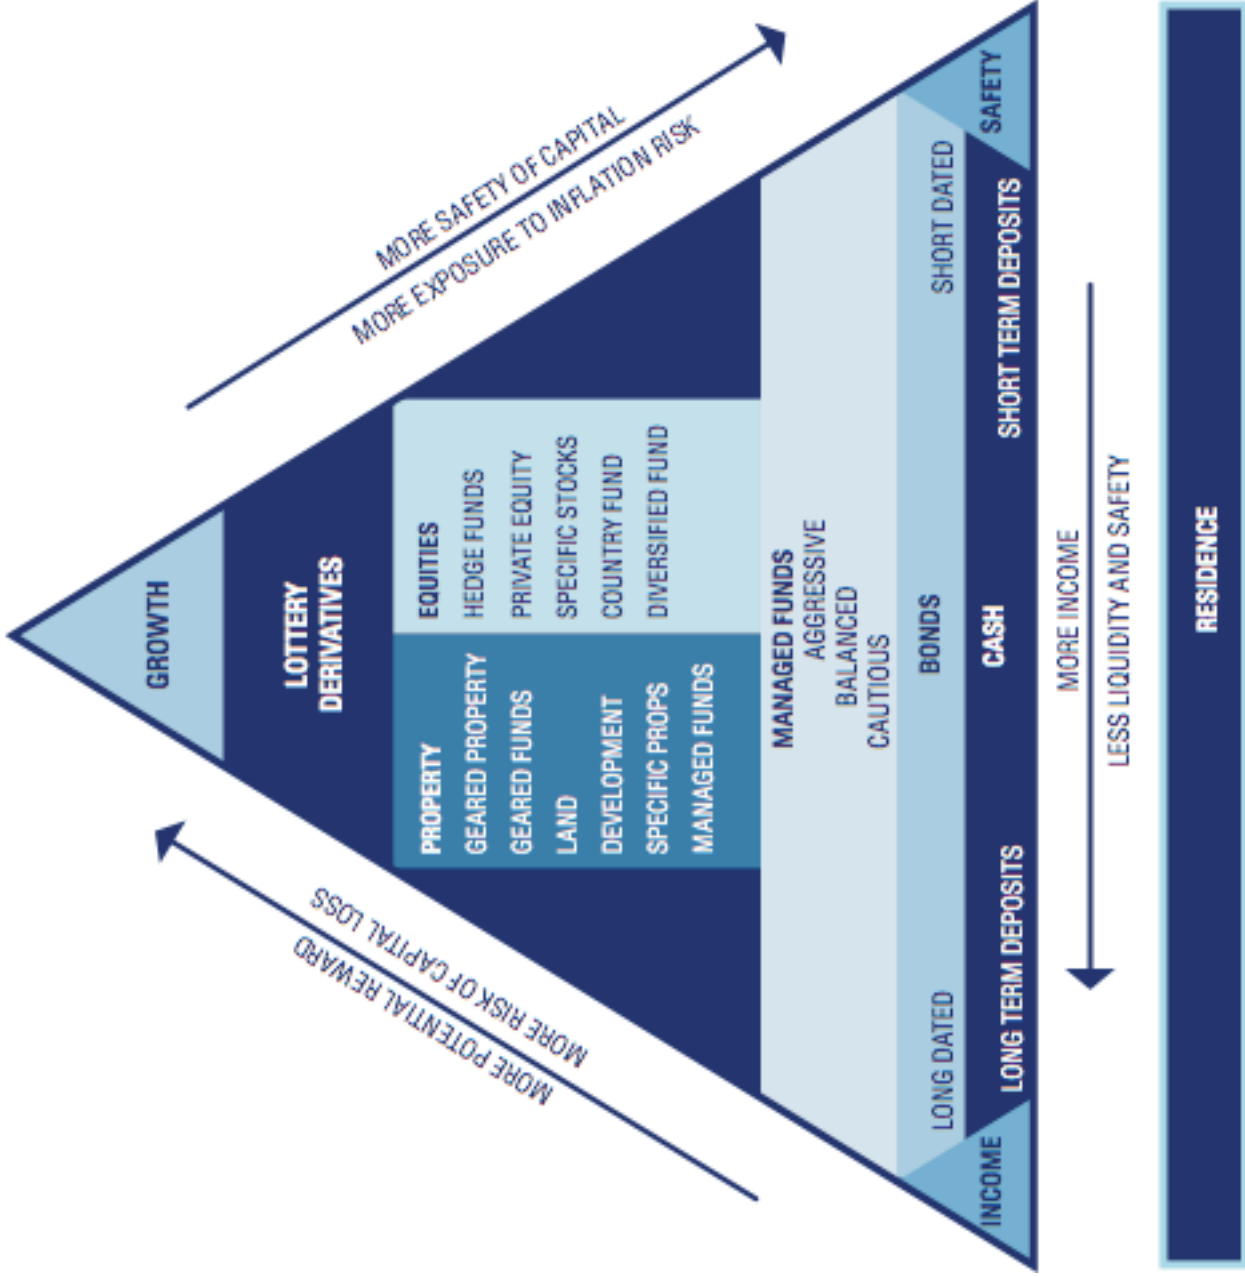 GROWTH
LOTTERY
DERIVATIVES
MORE POTENTIAL REWARD
MORE RISK OF CAPITAL LOSS
MORE SAFETY OF CAPITAL
MORE EXPOSURE TO INFLATION RISK
PROPERTY
GEARED PROPERTY
GEARED FUNDS
LAND
DEVELOPMENT
SPECIFIC PROPS
MANAGED FUNDS
EQUITIES
HEDGE FUNDS
PRIVATE EQUITY
SPECIFIC STOCKS
COUNTRY FUND
DIVERSIFIED FUND
MANAGED FUNDS
AGGRESSIVE
BALANCED
CAUTIOUS
LONG DATED
BONDS
SHORT DATED
INCOME
CASH
SAFETY
LONG TERM DEPOSITS
SHORT TERM DEPOSITS
MORE INCOME
LESS LIQUIDITY AND SAFETY
RESIDENCE